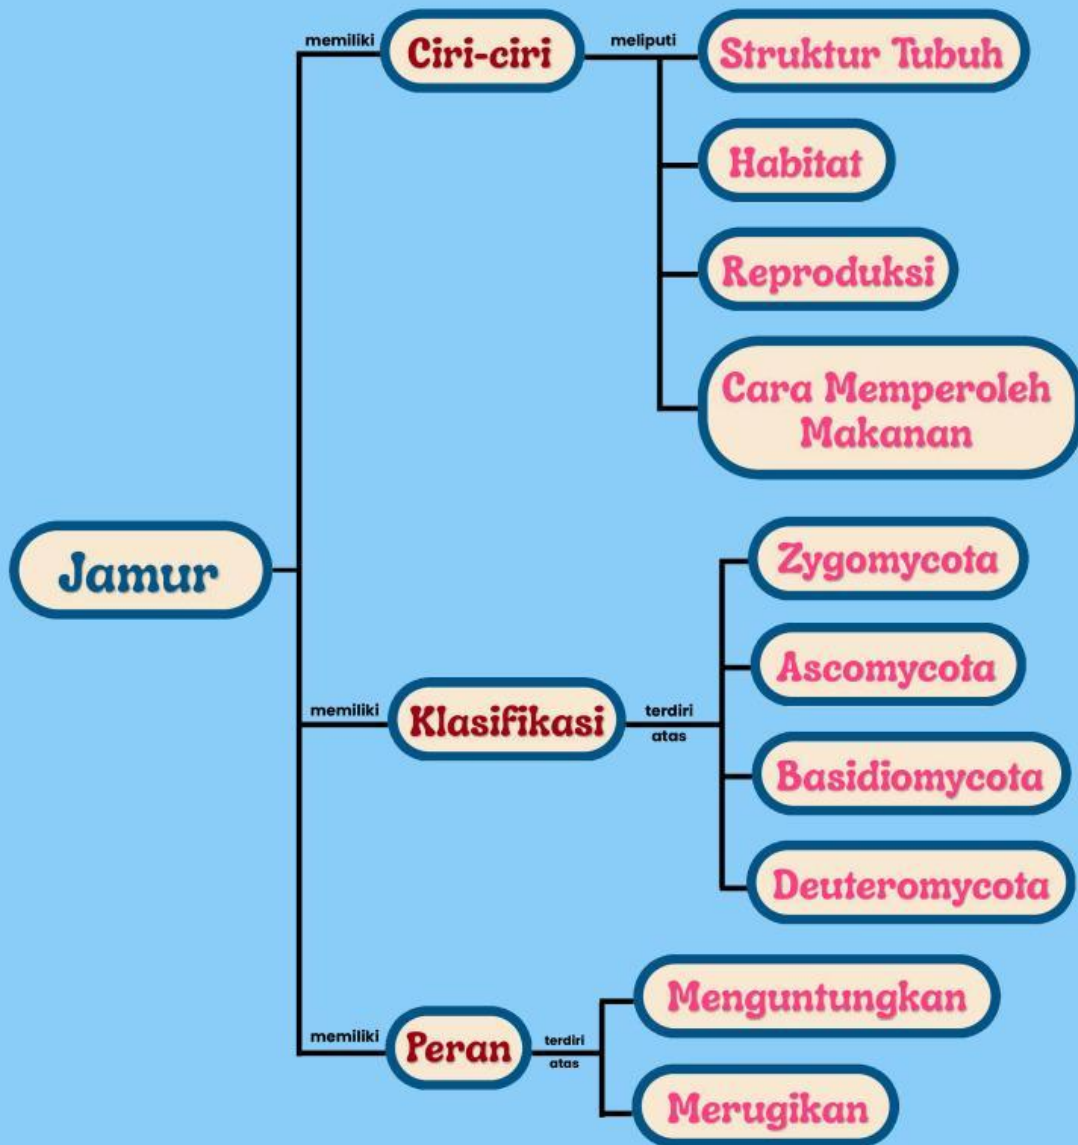 memiliki
Ciri-ciri
meliputi
Struktur Tubuh
Habitat
Reproduksi
Cara Memperoleh
Makanan
Jamur
memiliki
Klasifikasi
terdiri
atas
Zygomycota
Ascomycota
Basidiomycota
Deuteromycota
memiliki
Peran
terdiri
atas
Menguntungkan
Merugikan